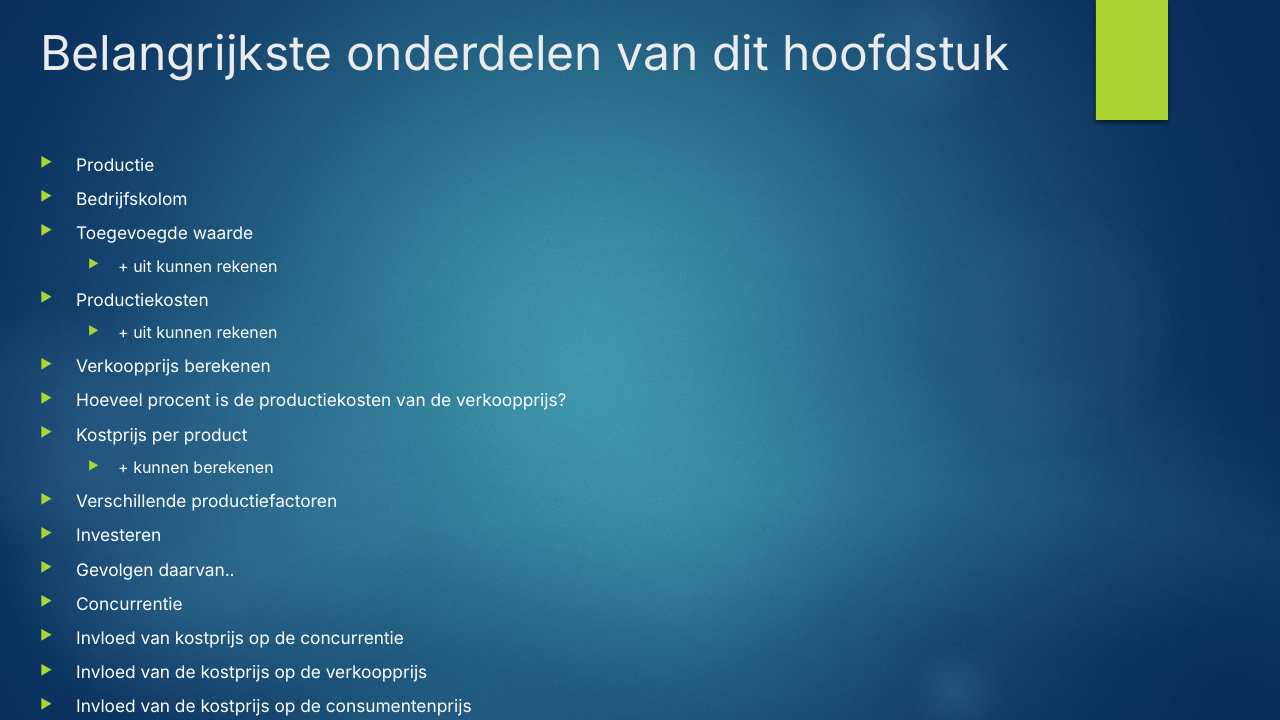 Belangrijkste onderdelen van dit hoofdstuk
Productie
Bedrijfskolom
Toegevoegde waarde
+ uit kunnen rekenen
Productiekosten
+ uit kunnen rekenen
Verkoopprijs berekenen
Hoeveel procent is de productiekosten van de verkoopprijs?
Kostprijs per product
+ kunnen berekenen
Verschillende productiefactoren
Investeren
Gevolgen daarvan..
Concurrentie
Invloed van kostprijs op de concurrentie
Invloed van de kostprijs op de verkoopprijs
Invloed van de kostprijs op de consumentenprijs